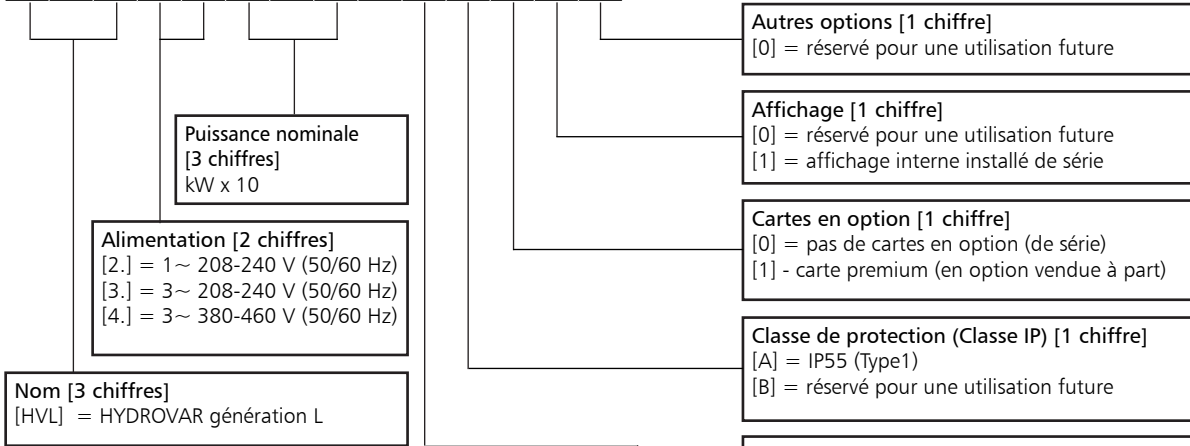 Autres options [1 chiffre]
[0] = réservé pour une utilisation future
Affichage [1 chiffre]
[0] = réservé pour une utilisation future
[1] = affichage interne installé de série
Puissance nominale
[3 chiffres]
kW x 10
Cartes en option [1 chiffre]
[0] = pas de cartes en option (de série)
[1] - carte premium (en option vendue à part)
Alimentation [2 chiffres]
[2.] = 1~ 208-240 V (50/60 Hz)
[3.] = 3~ 208-240 V (50/60 Hz)
[4.] = 3~ 380-460 V (50/60 Hz)
Classe de protection (Classe IP) [1 chiffre]
[A] = IP55 (Type1)
[B] = réservé pour une utilisation future
Nom [3 chiffres]
[HVL] = HYDROVAR génération L